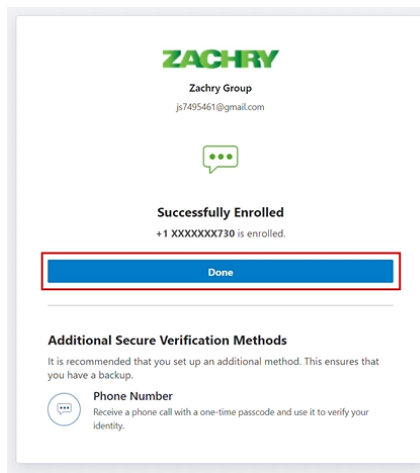 ZACHRY
Zachry Group
js7495461@gmail.com
Successfully Enrolled
+1 XXXXXXX730 is enrolled.
Done
Additional Secure Verification Methods
It is recommended that you set up an additional method. This ensures that
you have a backup.
Phone Number
Receive a phone call with a one-time passcode and use it to verify your
identity.